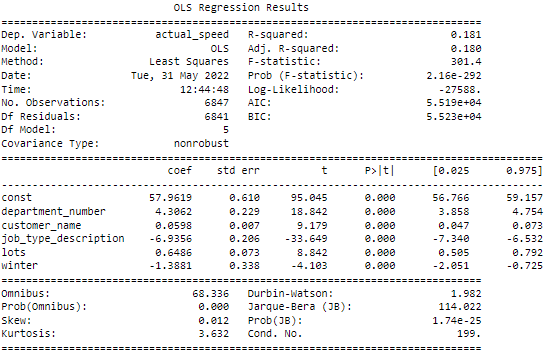 OLS Regression Results
Dep. Variable: actual_speed R-squared: 0.181
Model: OLS Adj. R-squared: 0.180
Method: Least Squares F-statistic: 301.4
Date: Tue, 31 May 2022 Prob (F-statistic): 2.16e-292
Time: 12:44:48 Log-Likelihood: -27588.
No. Observations: 6847 AIC: 5.519e+04
Df Residuals: 6841 BIC: 5.523e+04
Df Model: 5
Covariance Type: nonrobust
coef std err t P>|t| [0.025 0.975]
const 57.9619 0.610 95.045 0.000 56.766 59.157
department_number 4.3062 0.229 18.842 0.000 3.858 4.754
customer_name 0.0598 0.007 9.179 0.000 0.047 0.073
job_type_description -6.9356 0.206 -33.649 0.000 -7.340 -6.532
lots 0.6486 0.073 8.842 0.000 0.505 0.792
winter -1.3881 0.338 -4.103 0.000 -2.051 -0.725
Omnibus: 68.336 Durbin-Watson: 1.982
Prob(Omnibus): 0.000 Jarque-Bera (JB): 114.022
Skew: 0.012 Prob(JB): 1.74e-25
Kurtosis: 3.632 Cond. No. 199.